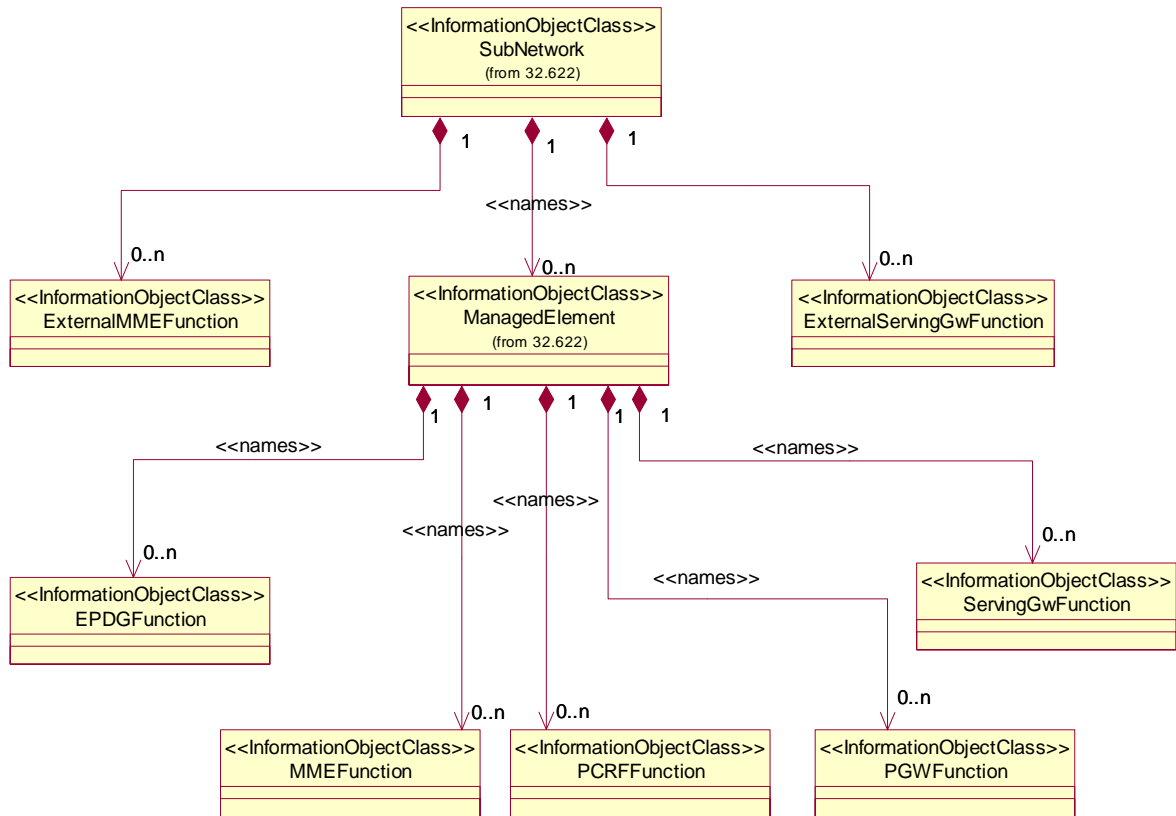 <<InformationObjectClass>>
SubNetwork
(from 32.622)
1
1
1
<<names>>
0..n
0..n
0..n
<<InformationObjectClass>>
ExternalMMEFunction
<<InformationObjectClass>>
ManagedElement
(from 32.622)
<<InformationObjectClass>>
ExternalServingGwFunction
1
1
1
1
1
<<names>>
<<names>>
<<names>>
<<names>>
0..n
0..n
<<names>>
<<InformationObjectClass>>
EPDGFunction
<<InformationObjectClass>>
ServingGwFunction
0..n
0..n
0..n
<<InformationObjectClass>>
MMEFunction
<<InformationObjectClass>>
PCRFFunction
<<InformationObjectClass>>
PGWFunction